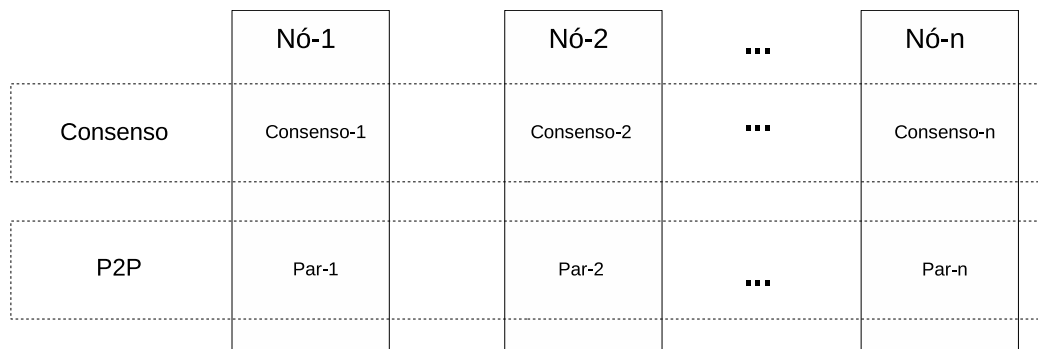 Nó-1 Nó-2 ... Nó-n
Consenso Consenso-1 Consenso-2 ... Consenso-n
P2P Par-1 Par-2 ... Par-n